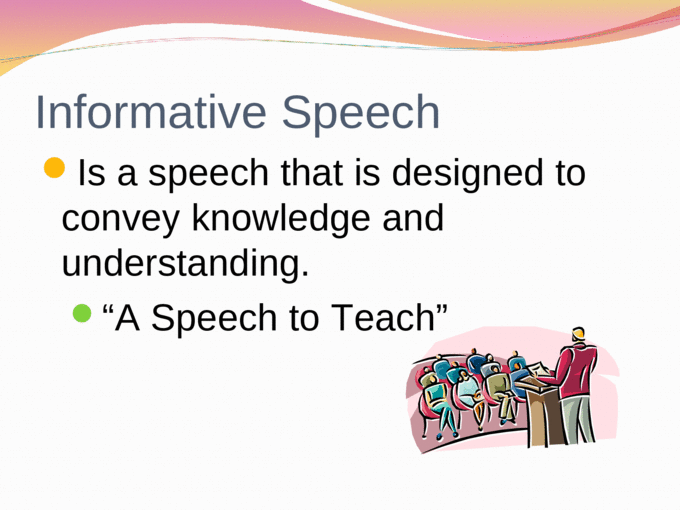 Informative Speech
Is a speech that is designed to
convey knowledge and
understanding.
“A Speech to Teach”